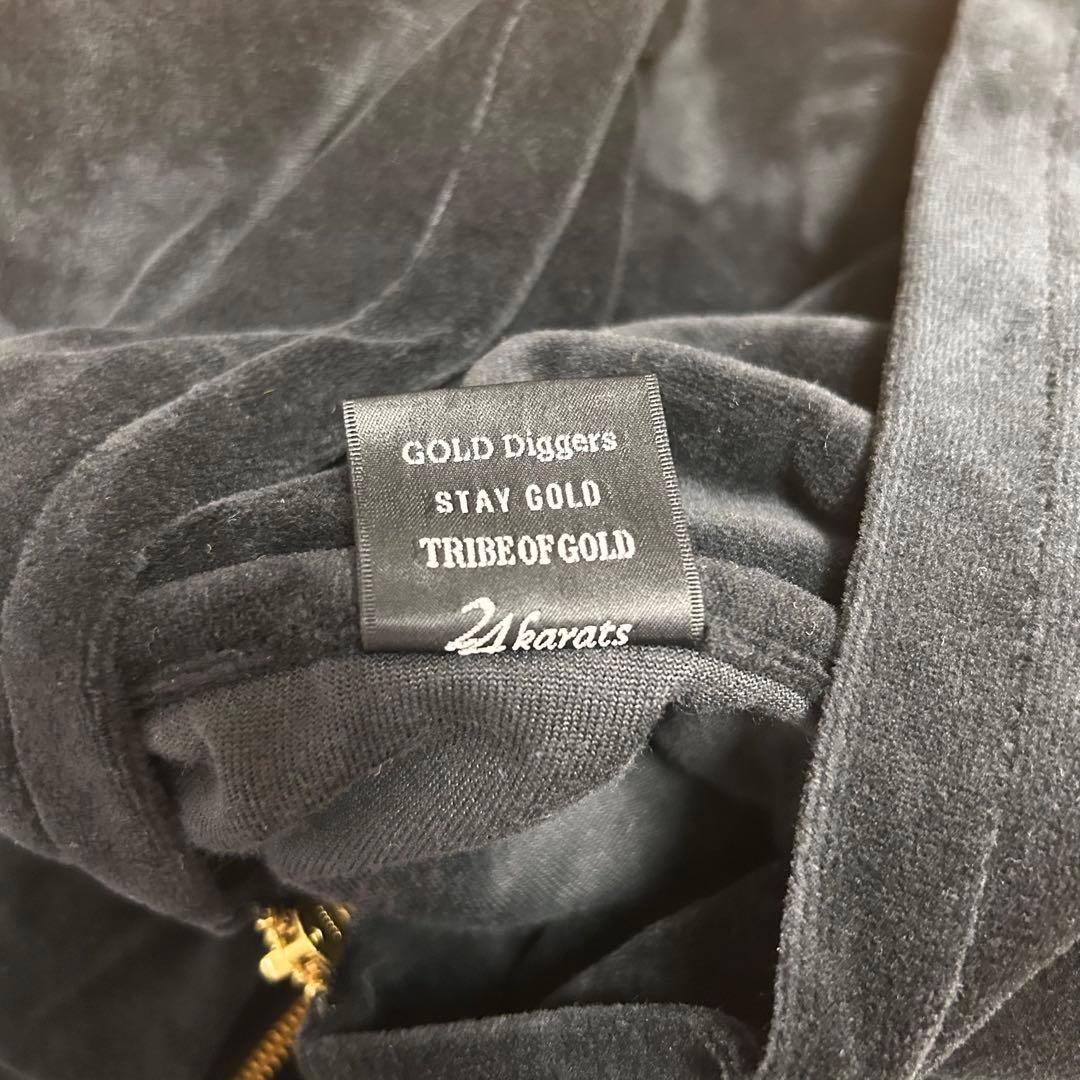 GOLD Diggers
STAY GOLD
TRIBE OF GOLD
24karats